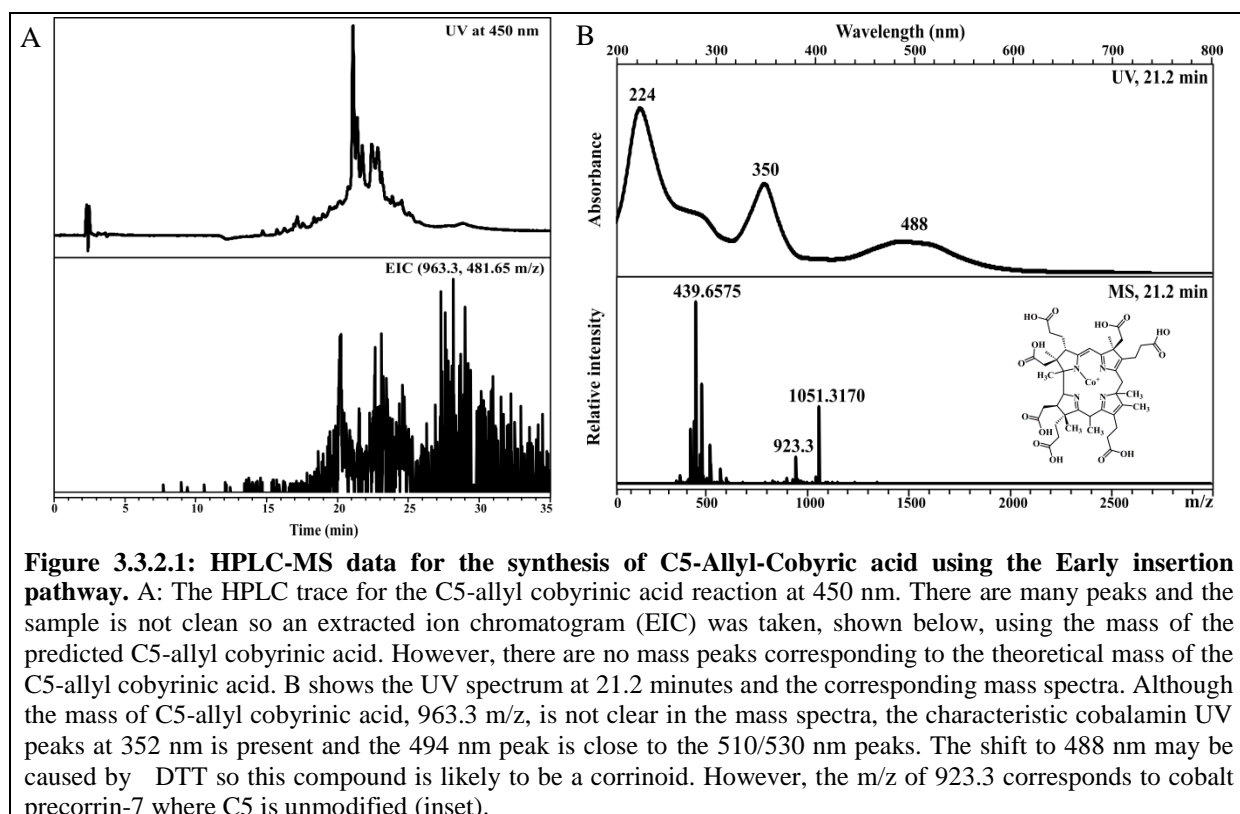 A
UV at 450 nm
EIC (963.3, 481.65 m/z)
0 5 10 15 20 25 30 35
Time (min)
B
Wavelength (nm)
200 300 400 500 600 700 800
UV, 21.2 min
224
350
488
Absorbance
MS, 21.2 min
439.6575
1051.3170
923.3
Relative intensity
0 500 1000 1500 2000 2500 m/z
HO O O HO O HO
O OH H₃C N N Co⁺
N N CH₃ CH₃
O OH CH₃ CH₃
O OH O OH
Figure 3.3.2.1: HPLC-MS data for the synthesis of C5-Allyl-Cobyric acid using the Early insertion
pathway. A: The HPLC trace for the C5-allyl cobyrinic acid reaction at 450 nm. There are many peaks and the
sample is not clean so an extracted ion chromatogram (EIC) was taken, shown below, using the mass of the
predicted C5-allyl cobyrinic acid. However, there are no mass peaks corresponding to the theoretical mass of the
C5-allyl cobyrinic acid. B shows the UV spectrum at 21.2 minutes and the corresponding mass spectra. Although
the mass of C5-allyl cobyrinic acid, 963.3 m/z, is not clear in the mass spectra, the characteristic cobalamin UV
peaks at 352 nm is present and the 494 nm peak is close to the 510/530 nm peaks. The shift to 488 nm may be
caused by DTT so this compound is likely to be a corrinoid. However, the m/z of 923.3 corresponds to cobalt
precorrin-7 where C5 is unmodified (inset).